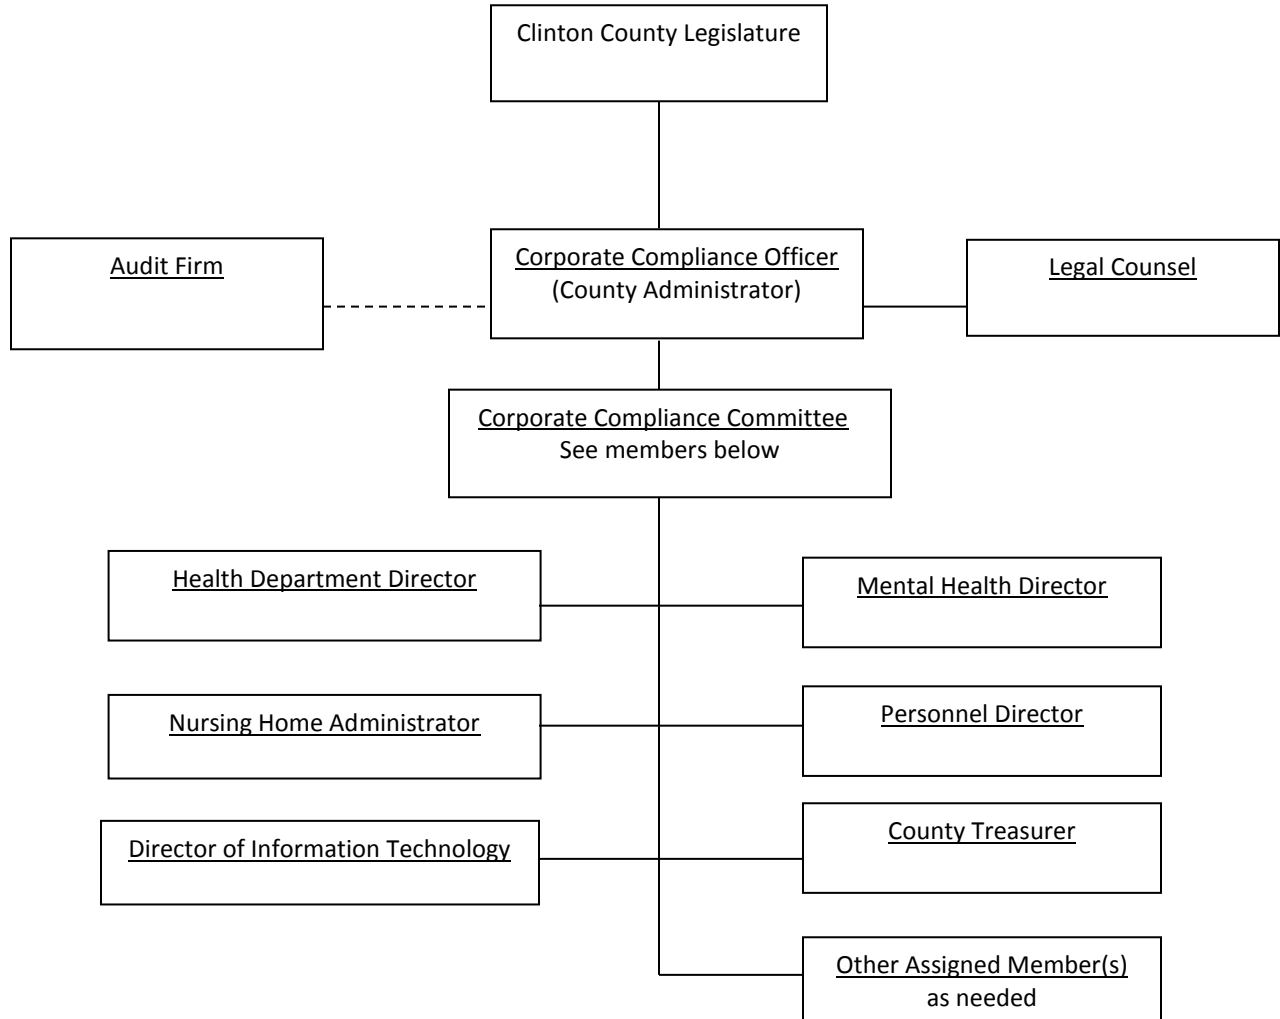 Clinton County Legislature
Audit Firm
Corporate Compliance Officer
(County Administrator)
Legal Counsel
Corporate Compliance Committee
See members below
Health Department Director
Mental Health Director
Nursing Home Administrator
Personnel Director
Director of Information Technology
County Treasurer
Other Assigned Member(s)
as needed